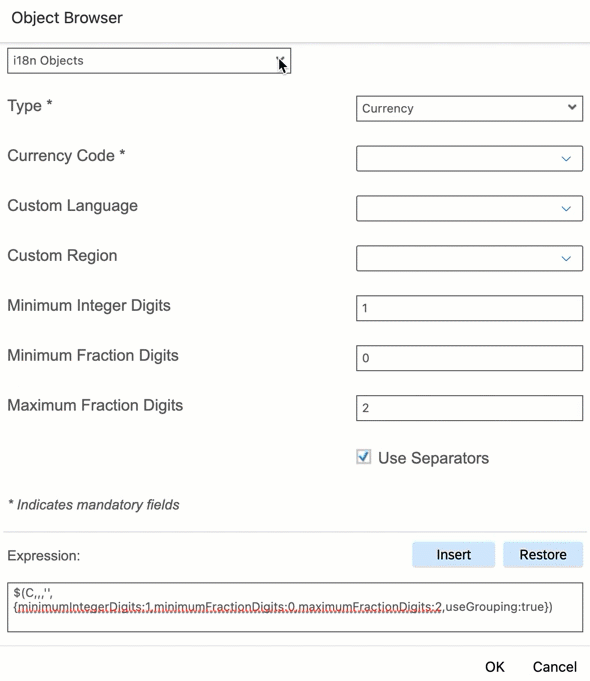 Object Browser
i18n Objects
Type * Currency
Currency Code *
Custom Language
Custom Region
Minimum Integer Digits 1
Minimum Fraction Digits 0
Maximum Fraction Digits 2
Use Separators
* Indicates mandatory fields
Expression: Insert Restore
$(C,,,'',
{minimumIntegerDigits:1,minimumFractionDigits:0,maximumFractionDigits:2,useGrouping:true})
OK Cancel